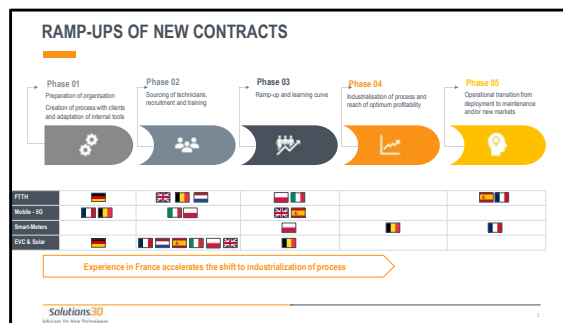 RAMP-UPS OF NEW CONTRACTS
Phase 01
Preparation of organisation
Creation of process with clients
and adaptation of internal tools
Phase 02
Sourcing of technicians,
recruitment and training
Phase 03
Ramp-up and learning curve
Phase 04
Industrialisation of process and
reach of optimum profitability
Phase 05
Operational transition from
deployment to maintenance
and/or new markets
FTTH
Mobile - 5G
Smart-Meters
EVC & Solar
Experience in France accelerates the shift to industrialization of process
Solutions30
Solutions For New Technologies